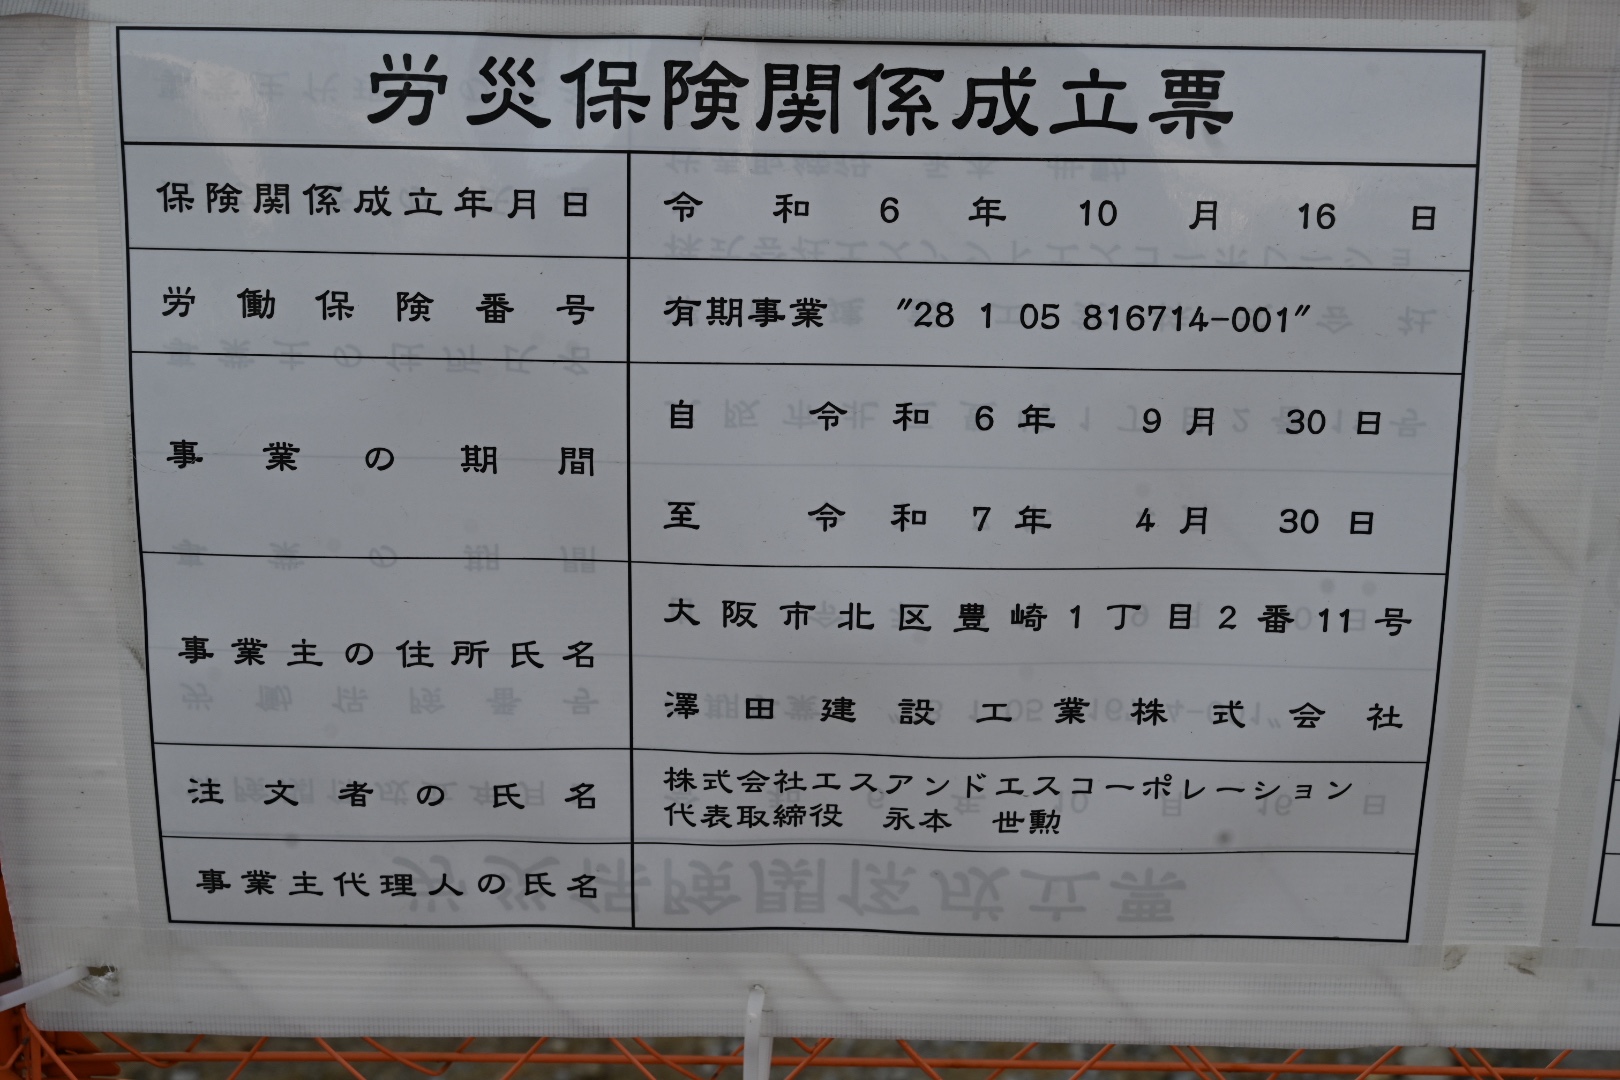 労災保険関係成立票
保険関係成立年月日 令和6年10月16日
労働保険番号 有期事業 "28 1 05 816714-001"
事業の期間 自 令和6年 9月 30日
至 令和7年 4月 30日
事業主の住所氏名 大阪市北区豊崎1丁目2番11号
澤田建設工業株式会社
注文者の氏名 株式会社エスアンドエスコーポレーション
代表取締役 永本 世勲
事業主代理人の氏名